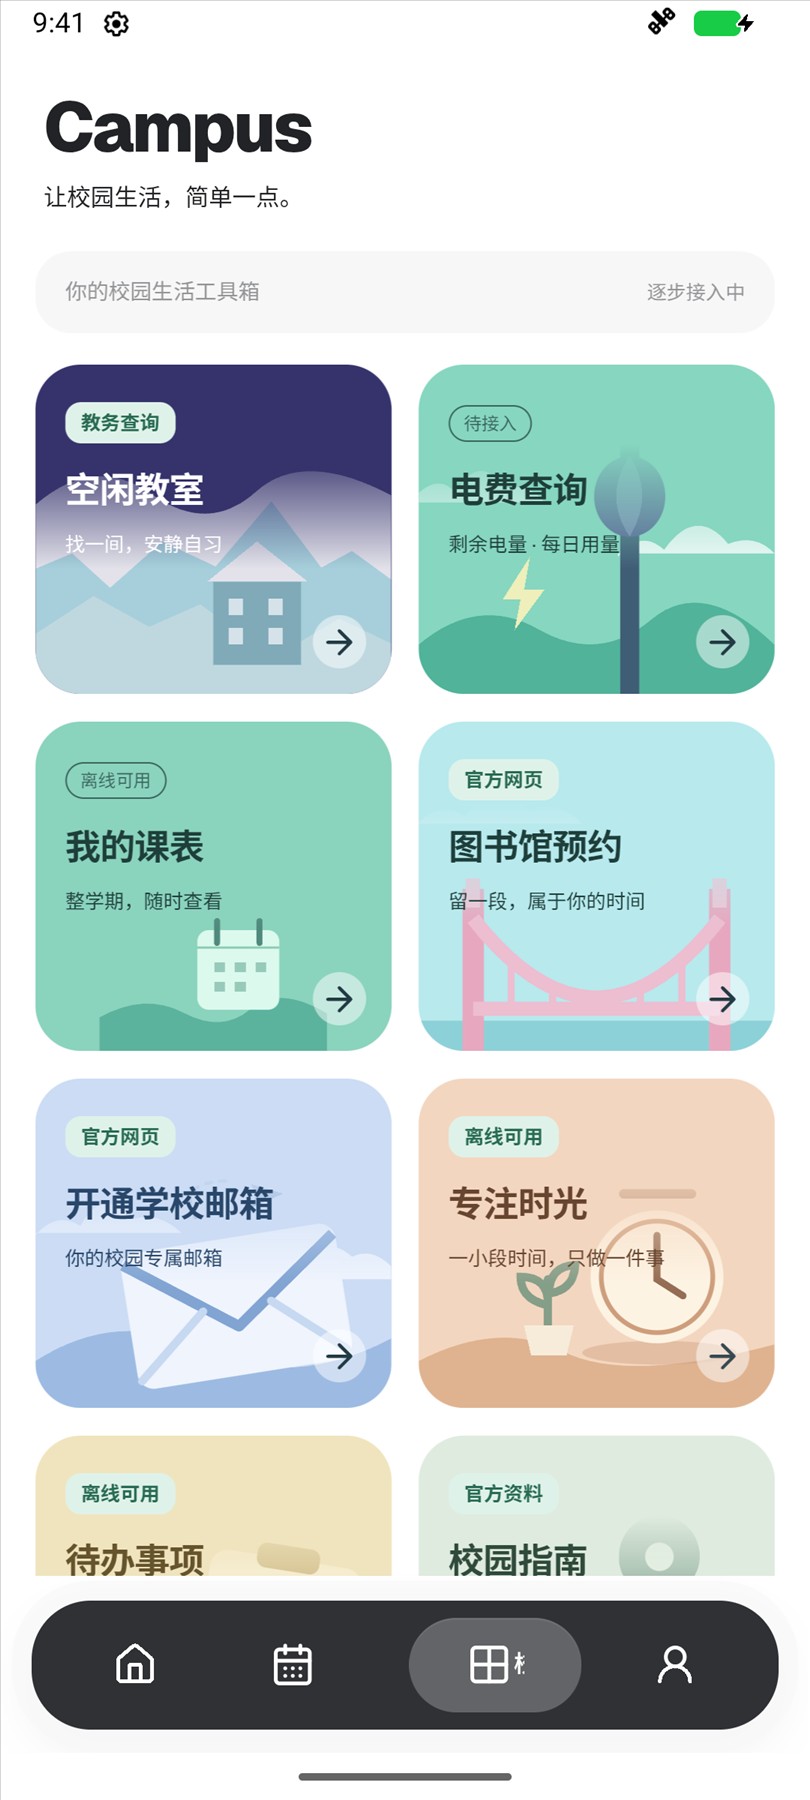 9:41
Campus
让校园生活，简单一点。
你的校园生活工具箱
逐步接入中
教务查询
空闲教室
找一间，安静自习
待接入
电费查询
剩余电量 · 每日用量
离线可用
我的课表
整学期，随时查看
官方网页
图书馆预约
留一段，属于你的时间
官方网页
开通学校邮箱
你的校园专属邮箱
离线可用
专注时光
一小段时间，只做一件事
离线可用
待办事项
官方资料
校园指南